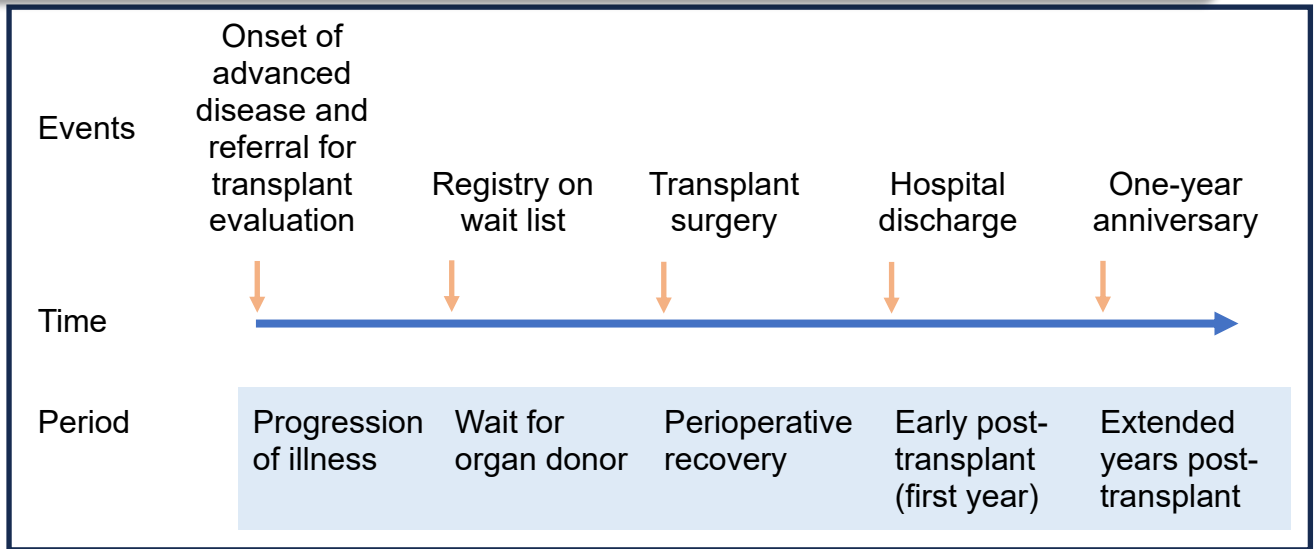 Events
Onset of
advanced
disease and
referral for
transplant
evaluation
Registry on
wait list
Transplant
surgery
Hospital
discharge
One-year
anniversary
Time
Period
Progression
of illness
Wait for
organ donor
Perioperative
recovery
Early post-
transplant
(first year)
Extended
years post-
transplant